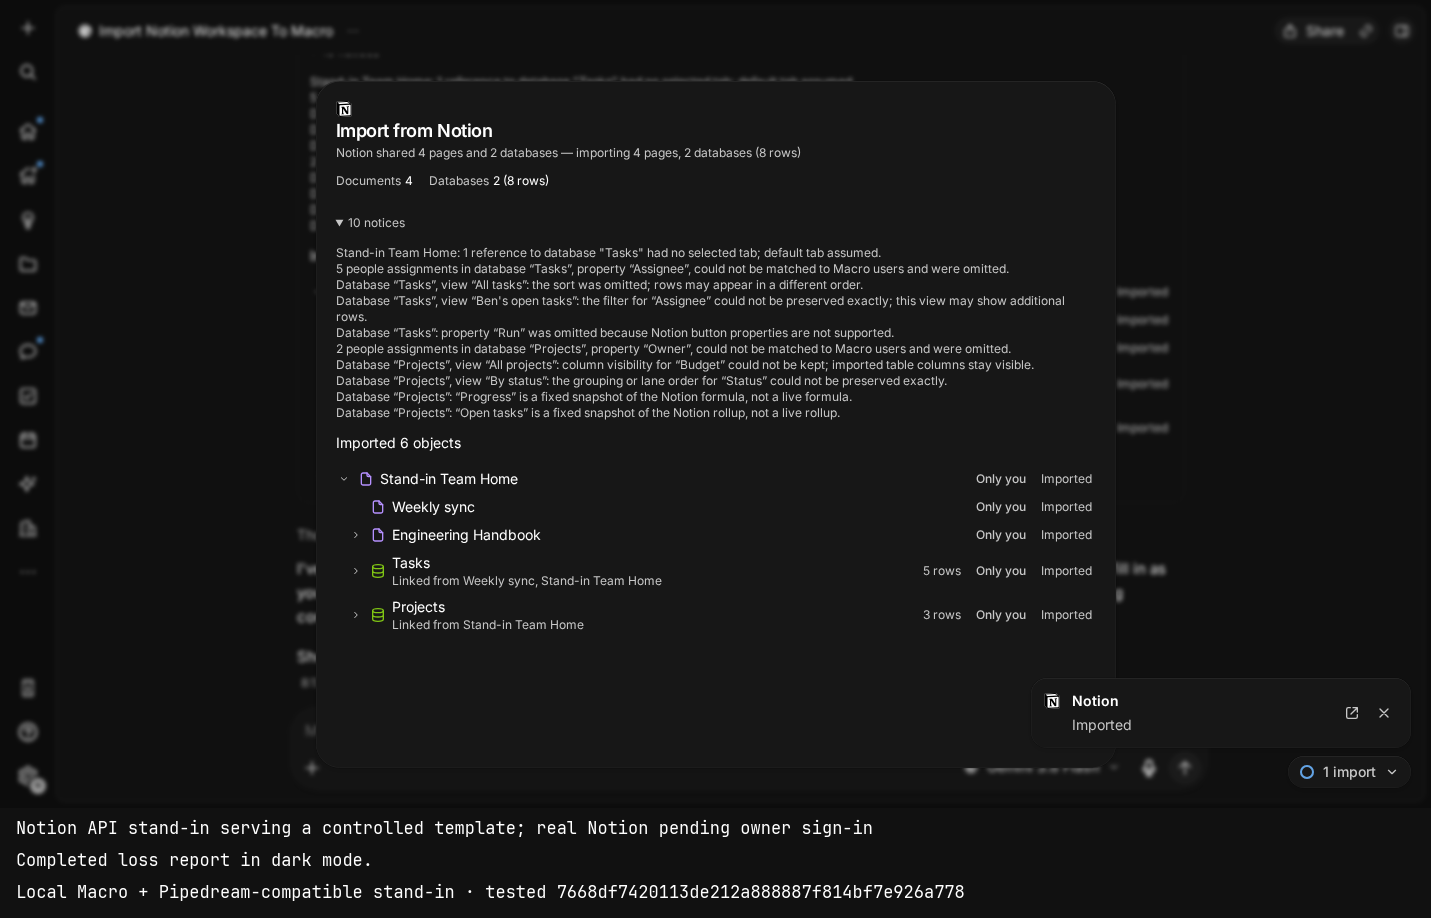 Import Notion Workspace To Macro
Share
Import from Notion
Notion shared 4 pages and 2 databases — importing 4 pages, 2 databases (8 rows)
Documents 4 Databases 2 (8 rows)
▼ 10 notices
Stand-in Team Home: 1 reference to database "Tasks" had no selected tab; default tab assumed.
5 people assignments in database “Tasks”, property “Assignee”, could not be matched to Macro users and were omitted.
Database “Tasks”, view “All tasks”: the sort was omitted; rows may appear in a different order.
Database “Tasks”, view “Ben's open tasks”: the filter for “Assignee” could not be preserved exactly; this view may show additional
rows.
Database “Tasks”: property “Run” was omitted because Notion button properties are not supported.
2 people assignments in database “Projects”, property “Owner”, could not be matched to Macro users and were omitted.
Database “Projects”, view “All projects”: column visibility for “Budget” could not be kept; imported table columns stay visible.
Database “Projects”, view “By status”: the grouping or lane order for “Status” could not be preserved exactly.
Database “Projects”: “Progress” is a fixed snapshot of the Notion formula, not a live formula.
Database “Projects”: “Open tasks” is a fixed snapshot of the Notion rollup, not a live rollup.
Imported 6 objects
Stand-in Team Home Only you Imported
Weekly sync Only you Imported
Engineering Handbook Only you Imported
Tasks 5 rows Only you Imported
Linked from Weekly sync, Stand-in Team Home
Projects 3 rows Only you Imported
Linked from Stand-in Team Home
Notion
Imported
1 import
Notion API stand-in serving a controlled template; real Notion pending owner sign-in
Completed loss report in dark mode.
Local Macro + Pipedream-compatible stand-in · tested 7668df7420113de212a888887f814bf7e926a778